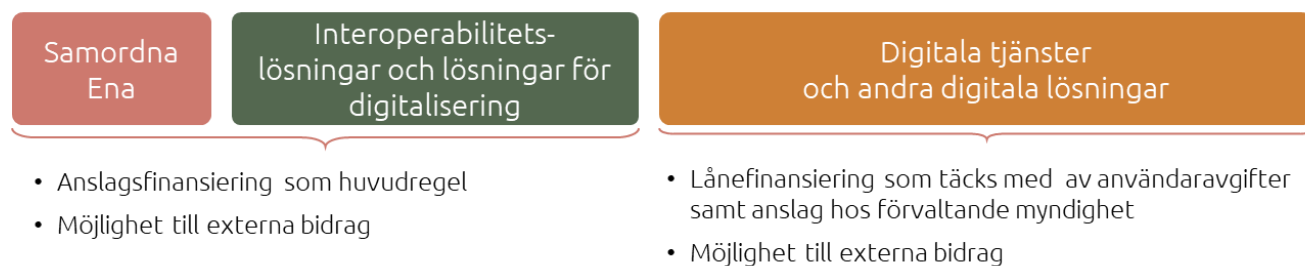 Samordna
Ena
Interoperabilitets-
lösningar och lösningar för
digitalisering
Digitala tjänster
och andra digitala lösningar
• Anslagsfinansiering som huvudregel
• Möjlighet till externa bidrag
• Lånefinansiering som täcks med av användaravgifter
samt anslag hos förvaltande myndighet
• Möjlighet till externa bidrag